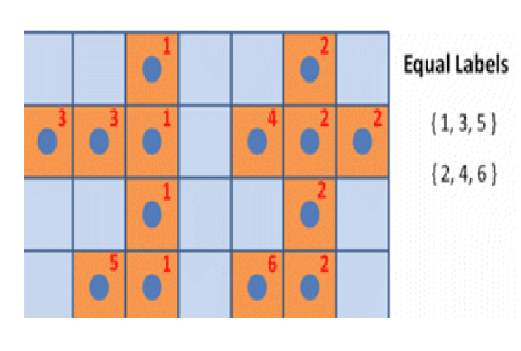 1 2
Equal Labels
3 3 1 4 2 2
{1, 3, 5}
{2, 4, 6}
1 2
5 1 6 2